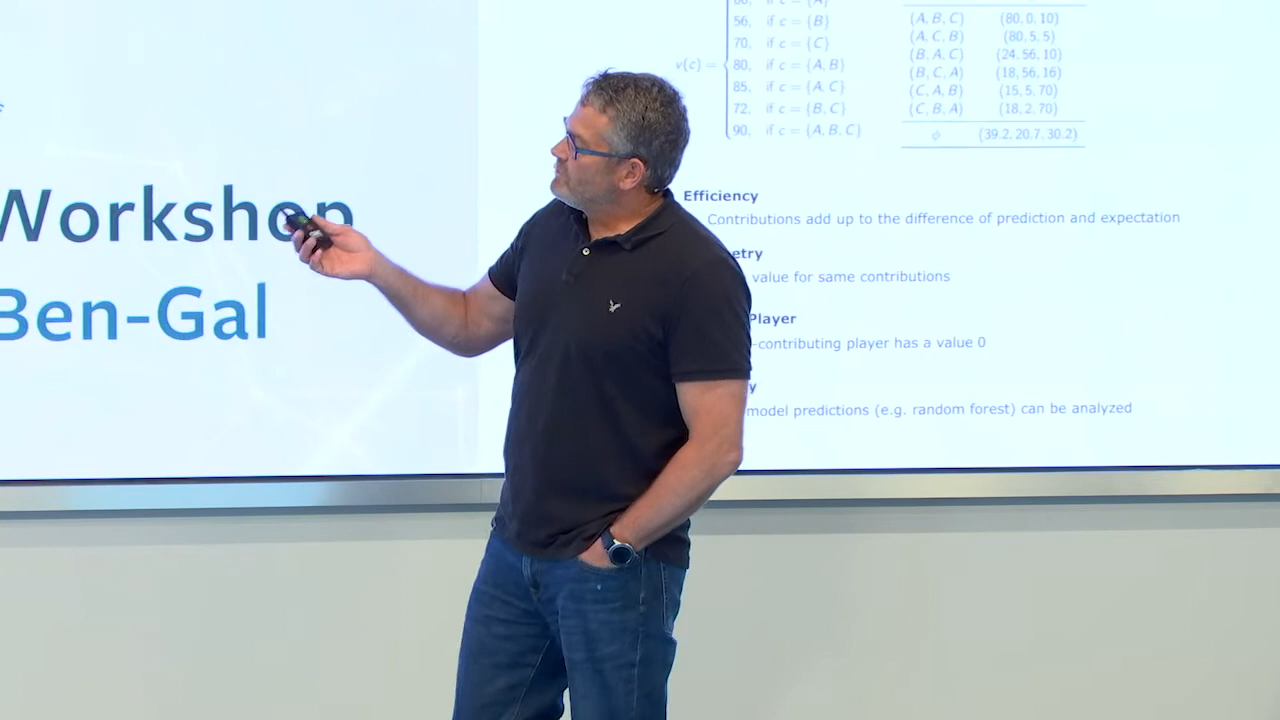 Workshop
Ben-Gal
56, if c = {B}
70, if c = {C}
v(c) = 80, if c = {A, B}
85, if c = {A, C}
72, if c = {B, C}
90, if c = {A, B, C}
(A, B, C) (80, 0, 10)
(A, C, B) (80, 5, 5)
(B, A, C) (24, 56, 10)
(B, C, A) (18, 56, 16)
(C, A, B) (15, 5, 70)
(C, B, A) (18, 2, 70)
ϕ (39.2, 20.7, 30.2)
Efficiency
Contributions add up to the difference of prediction and expectation
etry
value for same contributions
Player
-contributing player has a value 0
y
-model predictions (e.g. random forest) can be analyzed